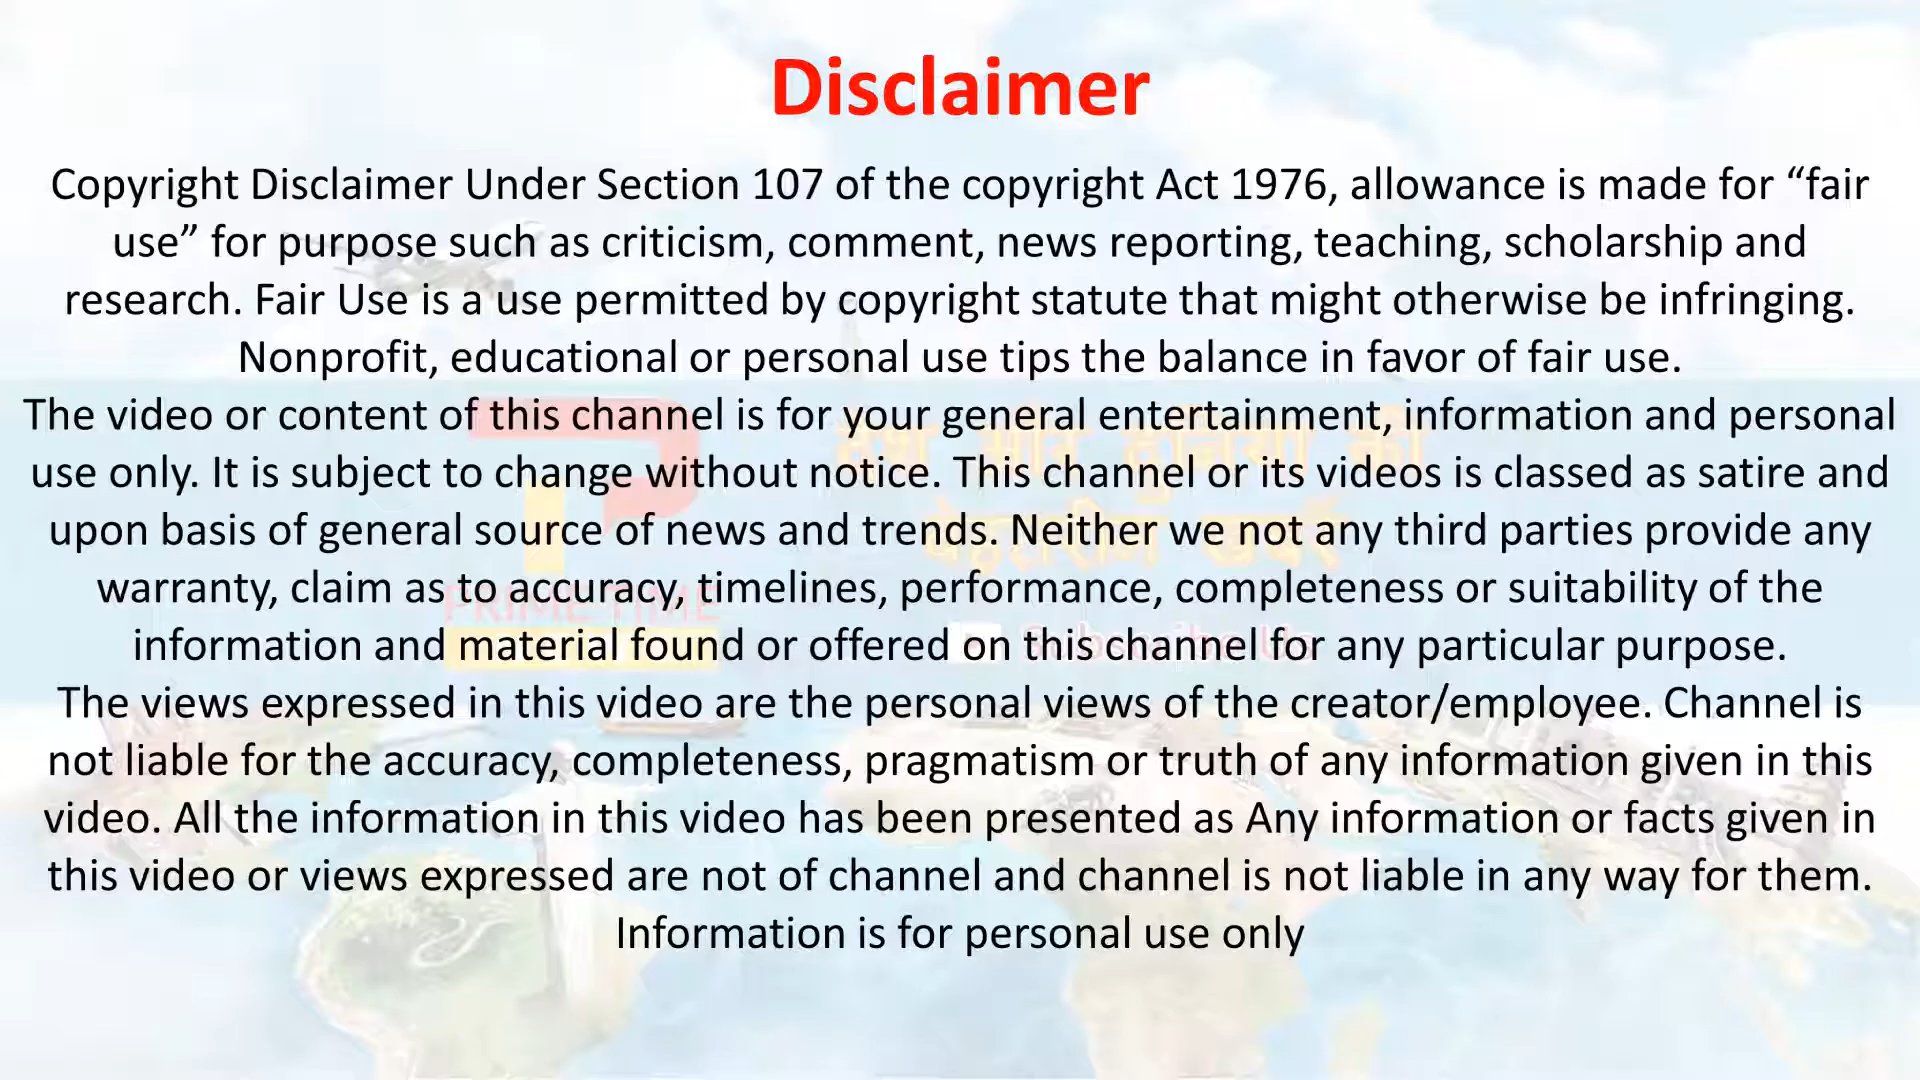 Disclaimer
Copyright Disclaimer Under Section 107 of the copyright Act 1976, allowance is made for “fair
use” for purpose such as criticism, comment, news reporting, teaching, scholarship and
research. Fair Use is a use permitted by copyright statute that might otherwise be infringing.
Nonprofit, educational or personal use tips the balance in favor of fair use.
The video or content of this channel is for your general entertainment, information and personal
use only. It is subject to change without notice. This channel or its videos is classed as satire and
upon basis of general source of news and trends. Neither we not any third parties provide any
warranty, claim as to accuracy, timelines, performance, completeness or suitability of the
information and material found or offered on this channel for any particular purpose.
The views expressed in this video are the personal views of the creator/employee. Channel is
not liable for the accuracy, completeness, pragmatism or truth of any information given in this
video. All the information in this video has been presented as Any information or facts given in
this video or views expressed are not of channel and channel is not liable in any way for them.
Information is for personal use only
देश और दुनिया की
बेहतरीन खबरें
PRIME TIME
Subscribe Us